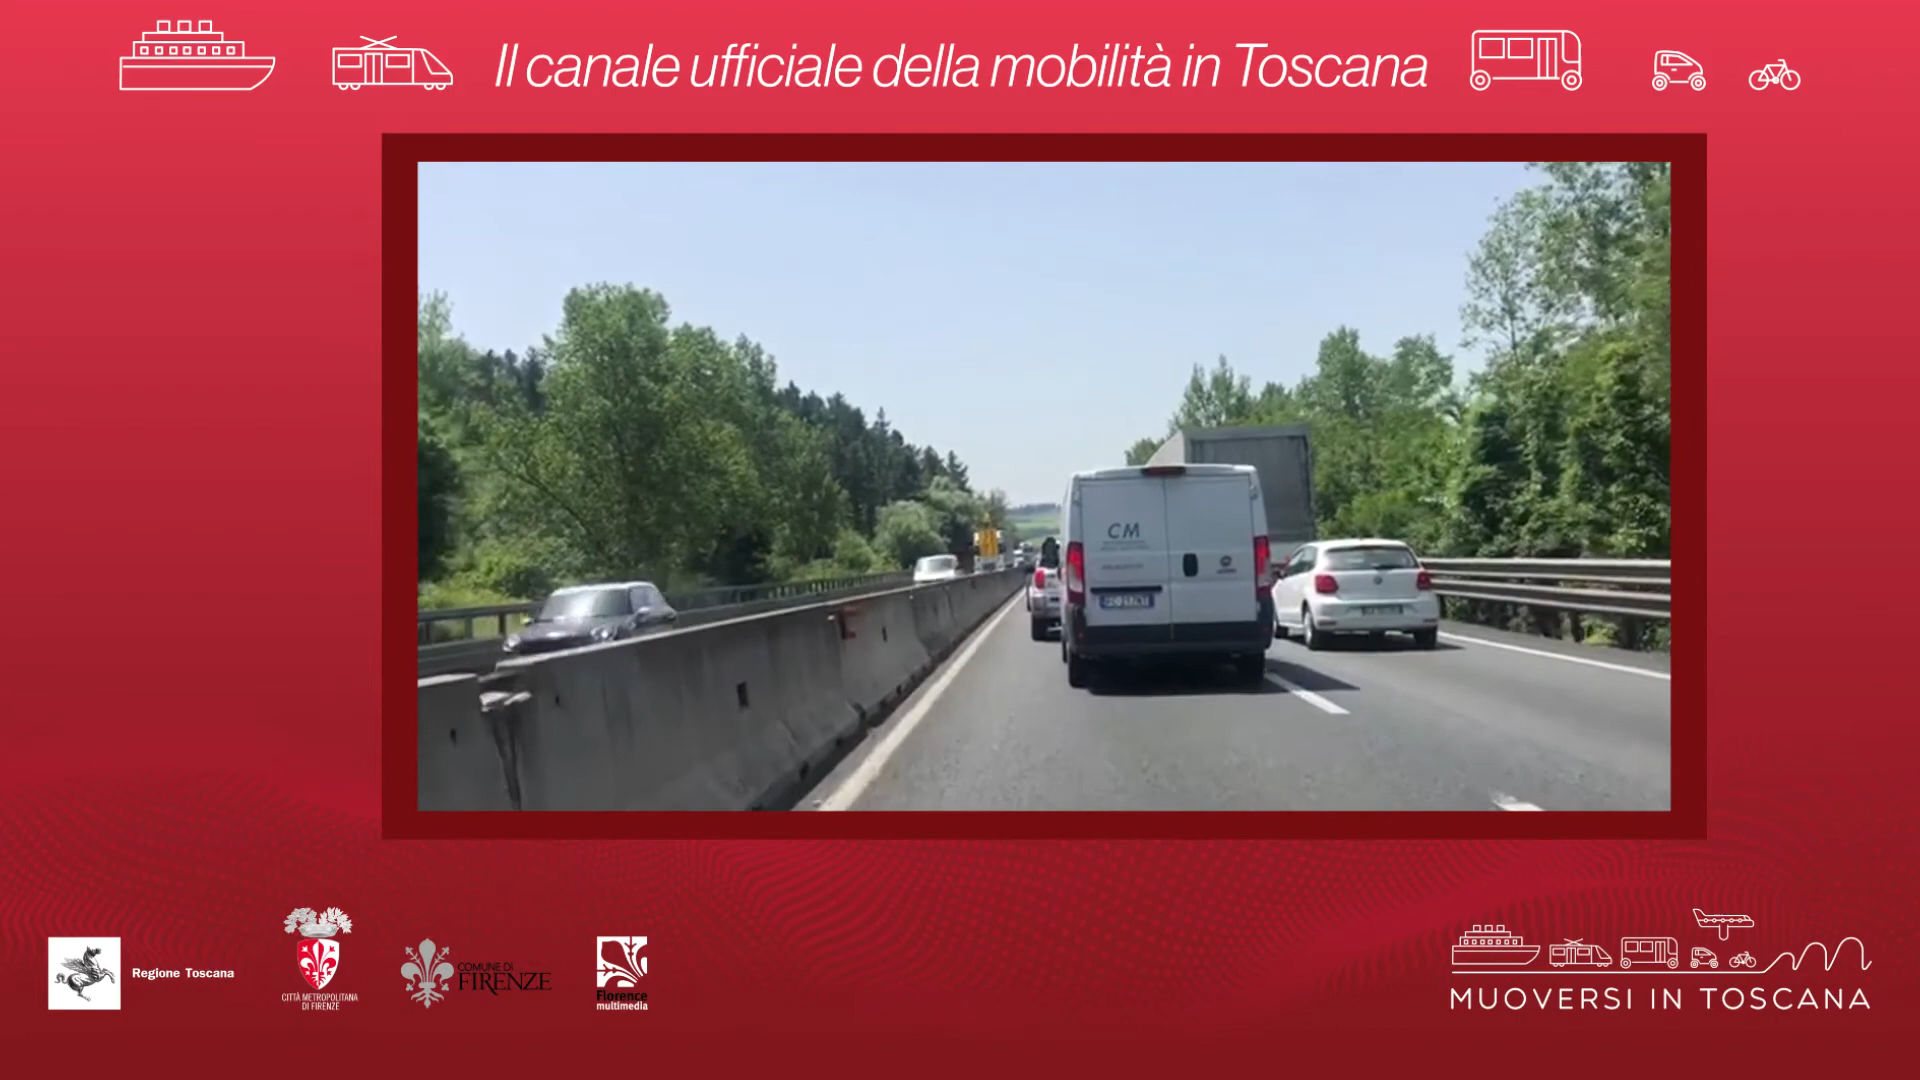 Il canale ufficiale della mobilità in Toscana
CM
Regione Toscana
CITTÀ METROPOLITANA
DI FIRENZE
COMUNE DI
FIRENZE
Florence
multimedia
MUOVERSI IN TOSCANA